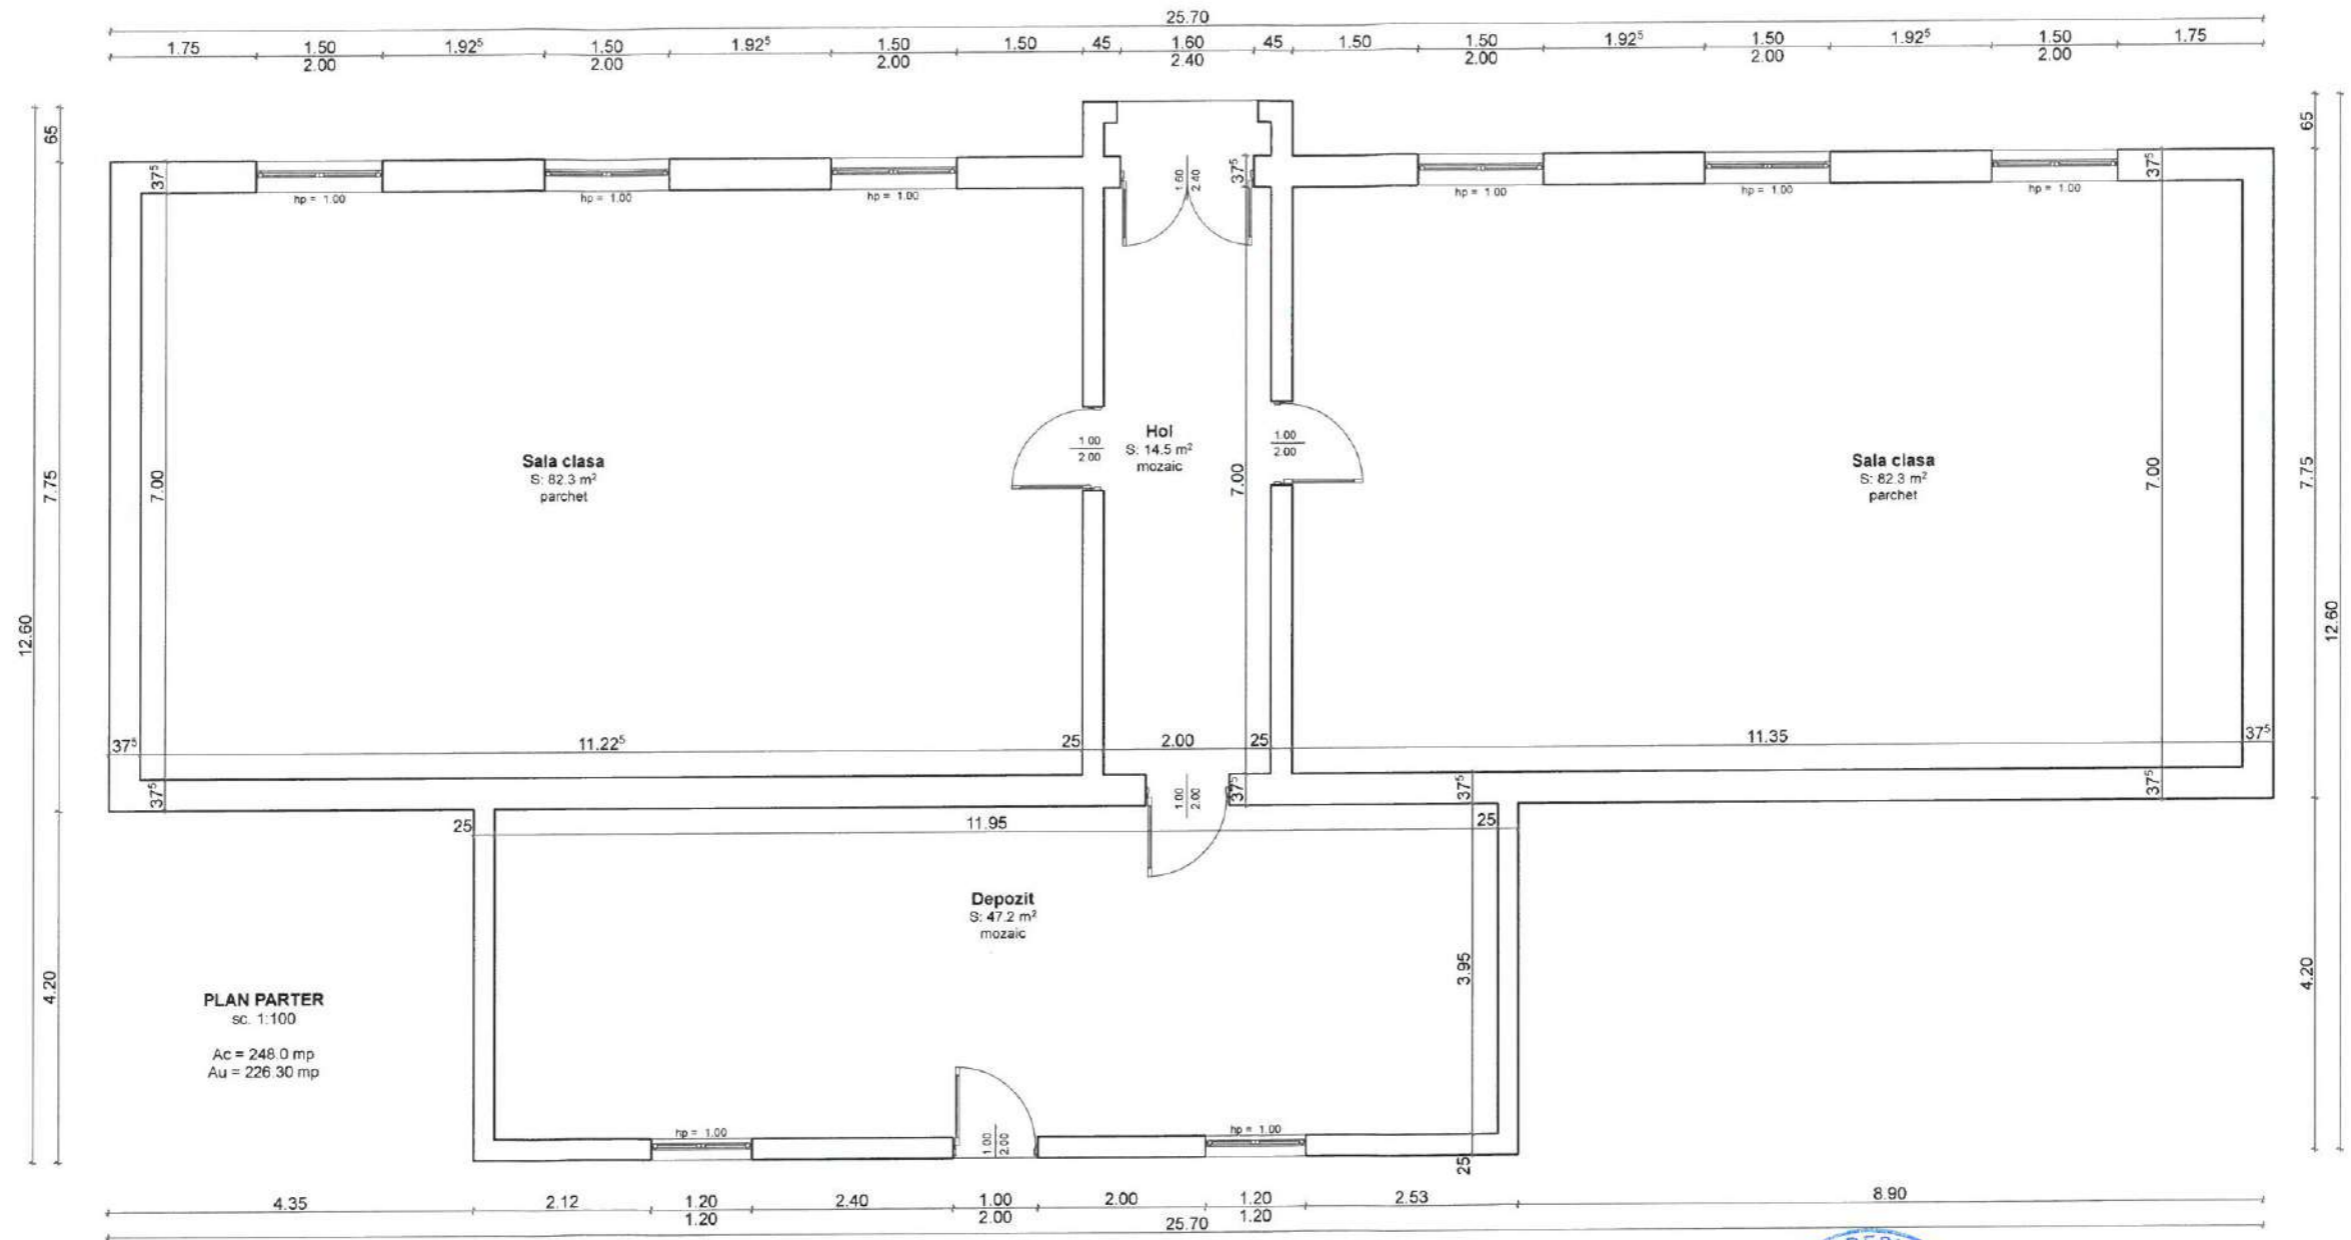 25.70
1.75 1.50 1.92⁵ 1.50 1.92⁵ 1.50 1.50 45 1.60 45 1.50 1.50 1.92⁵ 1.50 1.92⁵ 1.50 1.75
2.00 2.00 2.00 2.40 2.00 2.00 2.00
65 65
37⁵ 1.60 2.40 37⁵ 37⁵
hp = 1.00 hp = 1.00 hp = 1.00 hp = 1.00 hp = 1.00 hp = 1.00
Hol
S: 14.5 m²
mozaic
1.00
2.00
1.00
2.00
Sala clasa
S: 82.3 m²
parchet
Sala clasa
S: 82.3 m²
parchet
7.75 7.00 7.00 7.00 7.75
12.60 12.60
37⁵ 11.22⁵ 25 2.00 25 11.35 37⁵
37⁵ 1.00 2.00 37⁵ 37⁵ 37⁵
25 11.95 25
Depozit
S: 47.2 m²
mozaic
4.20 3.95 4.20
PLAN PARTER
sc. 1:100
Ac = 248.0 mp
Au = 226.30 mp
hp = 1.00 1.00 2.00 hp = 1.00
25
4.35 2.12 1.20 2.40 1.00 2.00 1.20 2.53 8.90
1.20 2.00 25.70 1.20